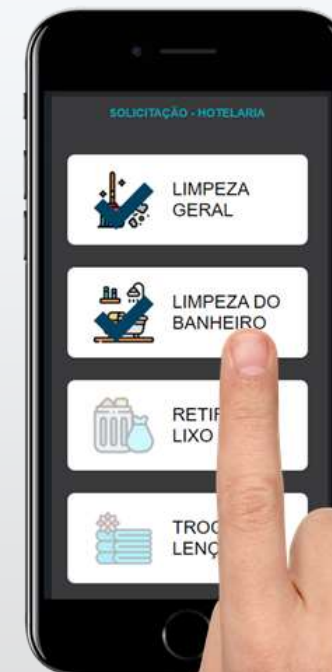 SOLICITAÇÃO - HOTELARIA
LIMPEZA
GERAL
LIMPEZA DO
BANHEIRO
LIXO